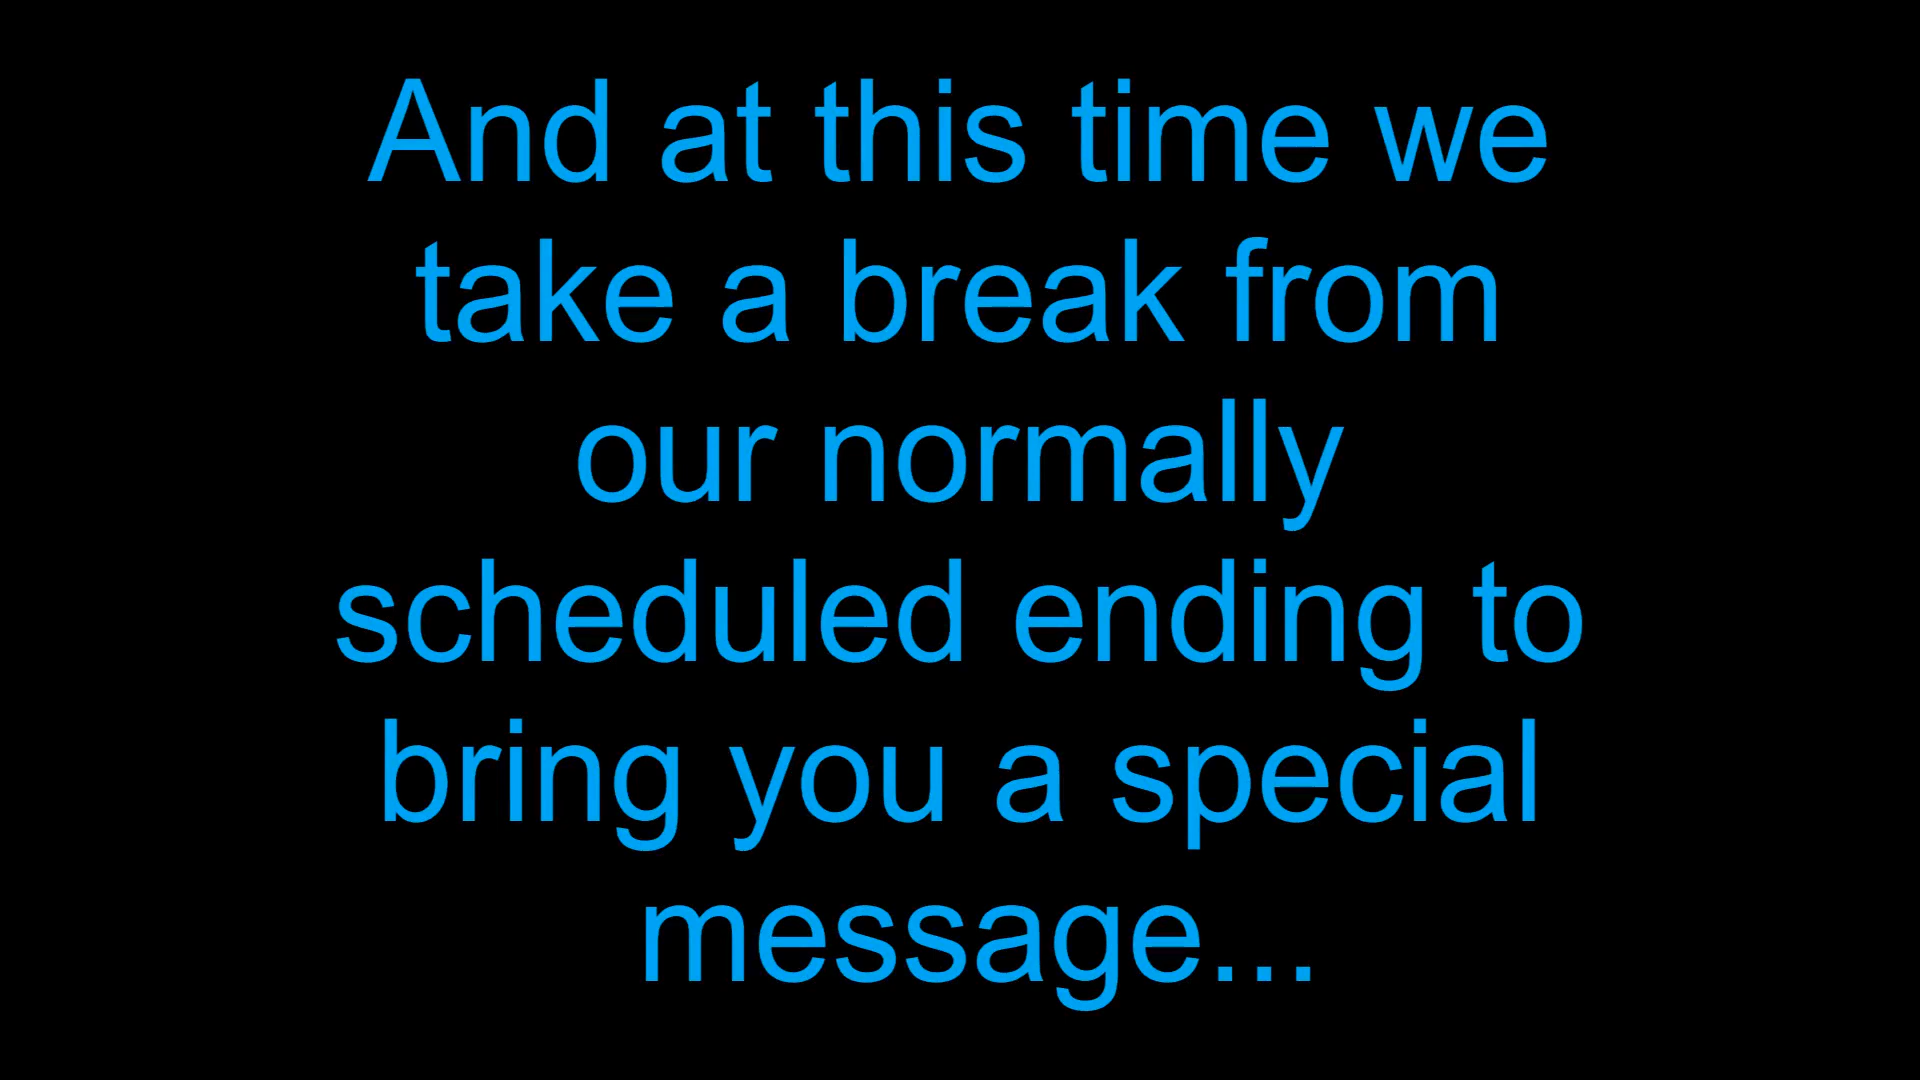 And at this time we
take a break from
our normally
scheduled ending to
bring you a special
message...